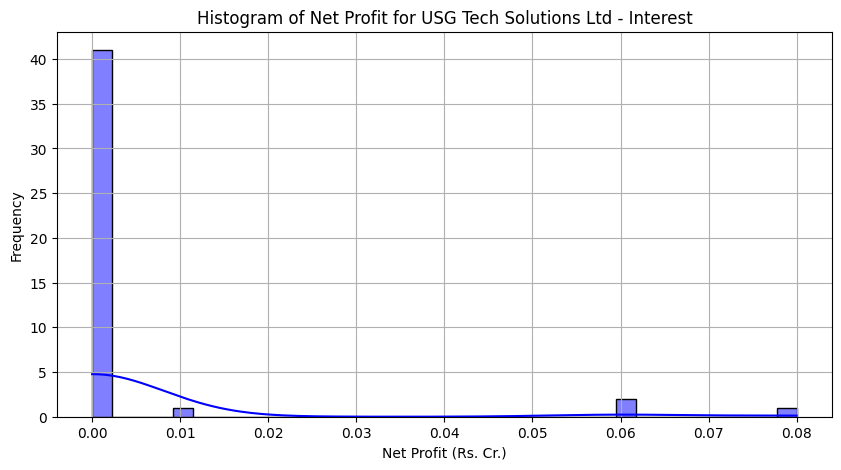 Histogram of Net Profit for USG Tech Solutions Ltd - Interest
Frequency
40
35
30
25
20
15
10
5
0
0.00 0.01 0.02 0.03 0.04 0.05 0.06 0.07 0.08
Net Profit (Rs. Cr.)